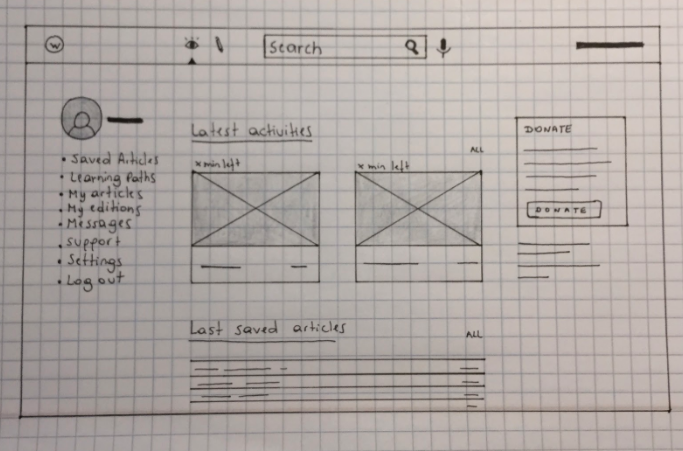 W
Search
Saved Articles
Learning Paths
My articles
My editions
Messages
support
Settings
Log out
Latest activities
ALL
x min left
x min left
Last saved articles
ALL
DONATE
DONATE